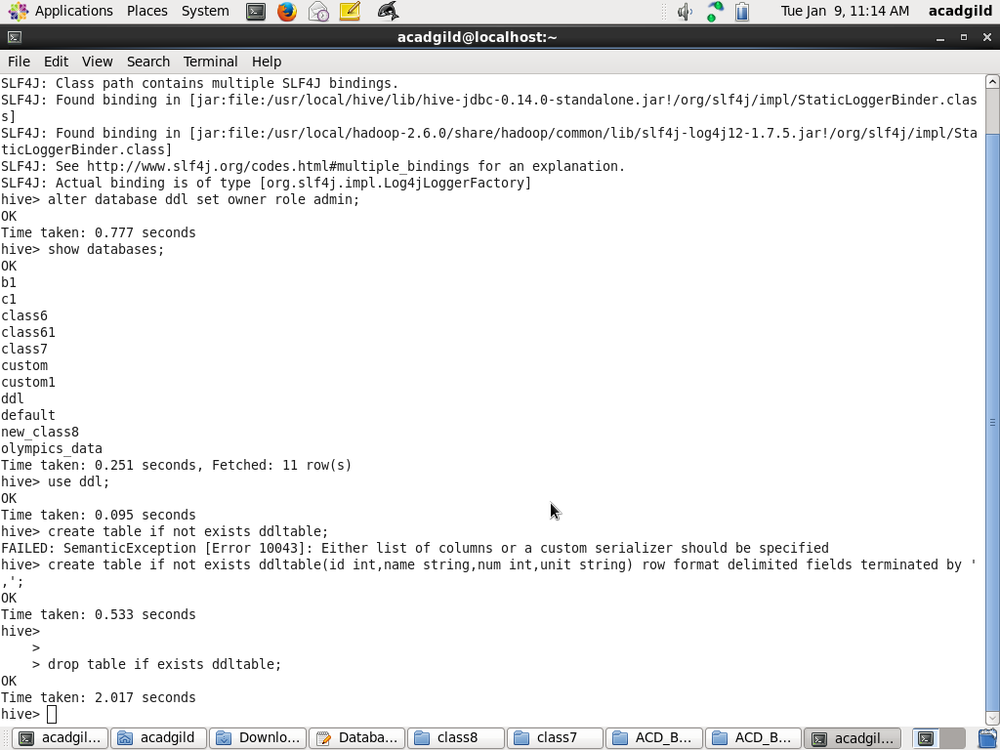 Applications Places System Tue Jan 9, 11:14 AM acadgild
acadgild@localhost:~
File Edit View Search Terminal Help
SLF4J: Class path contains multiple SLF4J bindings.
SLF4J: Found binding in [jar:file:/usr/local/hive/lib/hive-jdbc-0.14.0-standalone.jar!/org/slf4j/impl/StaticLoggerBinder.clas
s]
SLF4J: Found binding in [jar:file:/usr/local/hadoop-2.6.0/share/hadoop/common/lib/slf4j-log4j12-1.7.5.jar!/org/slf4j/impl/Sta
ticLoggerBinder.class]
SLF4J: See http://www.slf4j.org/codes.html#multiple_bindings for an explanation.
SLF4J: Actual binding is of type [org.slf4j.impl.Log4jLoggerFactory]
hive> alter database ddl set owner role admin;
OK
Time taken: 0.777 seconds
hive> show databases;
OK
b1
c1
class6
class61
class7
custom
custom1
ddl
default
new_class8
olympics_data
Time taken: 0.251 seconds, Fetched: 11 row(s)
hive> use ddl;
OK
Time taken: 0.095 seconds
hive> create table if not exists ddltable;
FAILED: SemanticException [Error 10043]: Either list of columns or a custom serializer should be specified
hive> create table if not exists ddltable(id int,name string,num int,unit string) row format delimited fields terminated by '
,';
OK
Time taken: 0.533 seconds
hive>
    >
    > drop table if exists ddltable;
OK
Time taken: 2.017 seconds
hive>
acadgil... acadgild Downlo... Databa... class8 class7 ACD_B... ACD_B... acadgil...